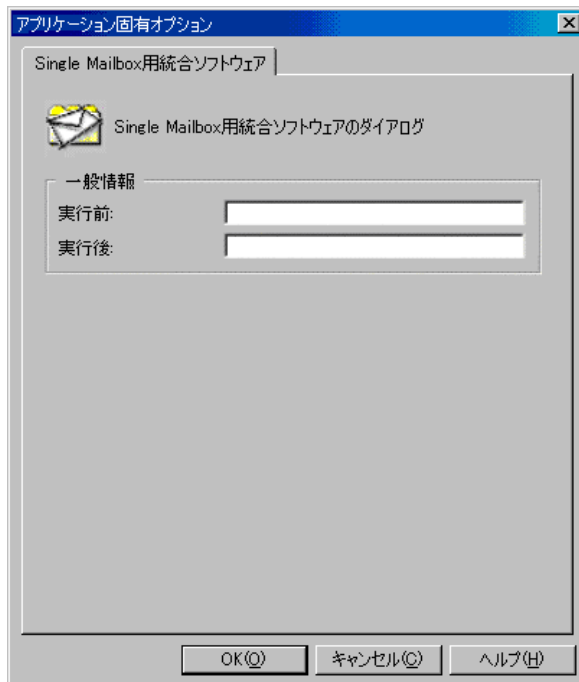 アプリケーション固有オプション
Single Mailbox用統合ソフトウェア
Single Mailbox用統合ソフトウェアのダイアログ
一般情報
実行前:
実行後:
OK(O) キャンセル(C) ヘルプ(H)